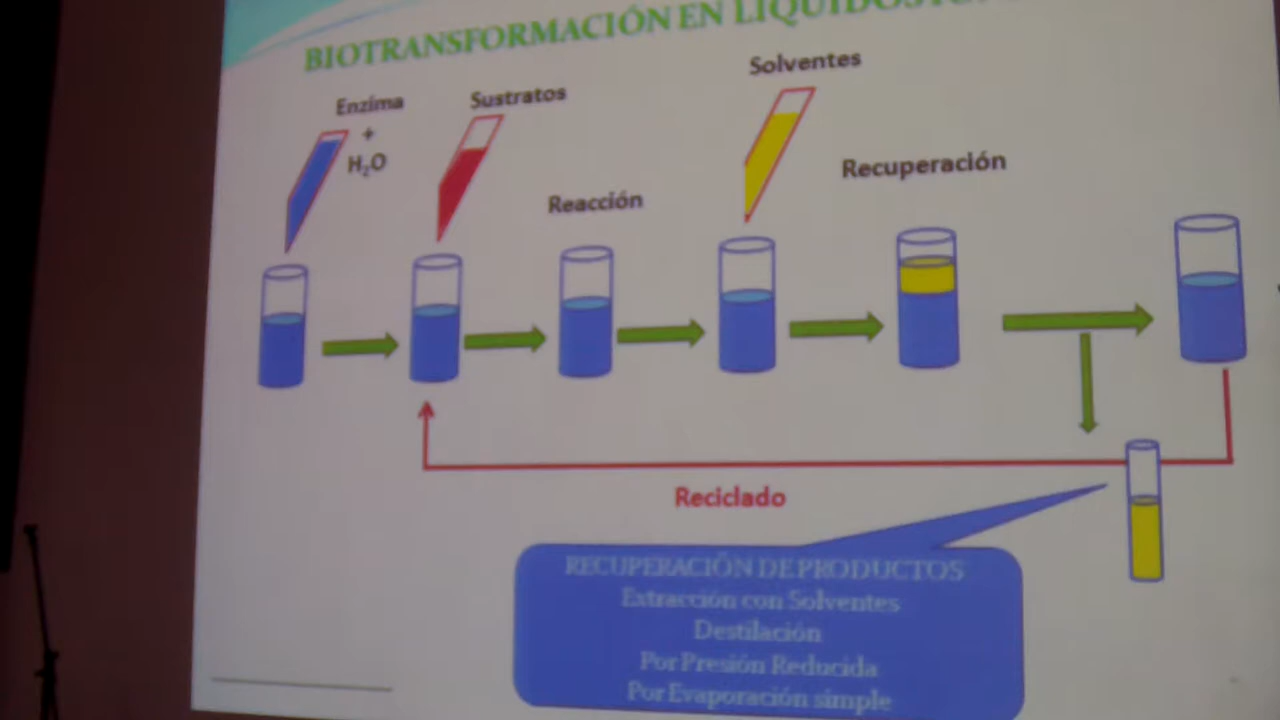 BIOTRANSFORMACIÓN EN LIQUIDOS
Enzima
+
H₂O
Sustratos
Solventes
Reacción
Recuperación
Reciclado
RECUPERACIÓN DE PRODUCTOS
Extracción con Solventes
Destilación
Por Presión Reducida
Por Evaporación simple